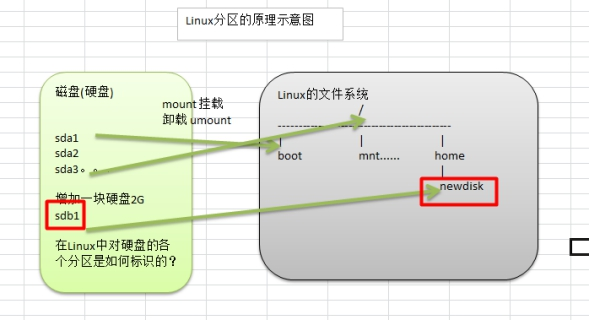 Linux分区的原理示意图
磁盘(硬盘)
mount 挂载
卸载 umount
sda1
sda2
sda3。。
增加一块硬盘2G
sdb1
在Linux中对硬盘的各
个分区是如何标识的？
Linux的文件系统
/
----------------------------------------------
| | |
boot mnt...... home
|
newdisk